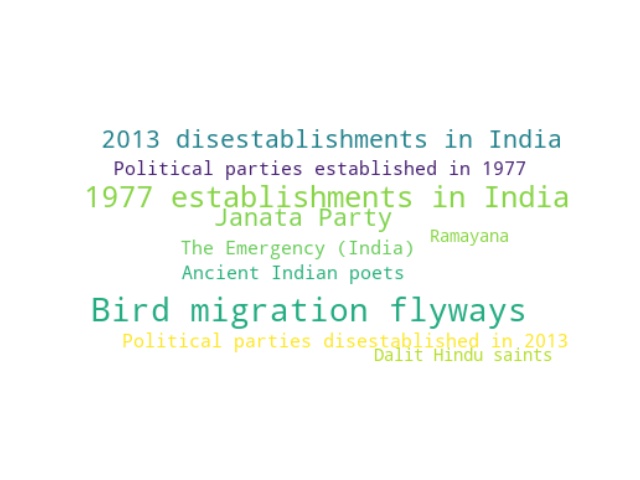 2013 disestablishments in India
Political parties established in 1977
1977 establishments in India
Janata Party
Ramayana
The Emergency (India)
Ancient Indian poets
Bird migration flyways
Political parties disestablished in 2013
Dalit Hindu saints